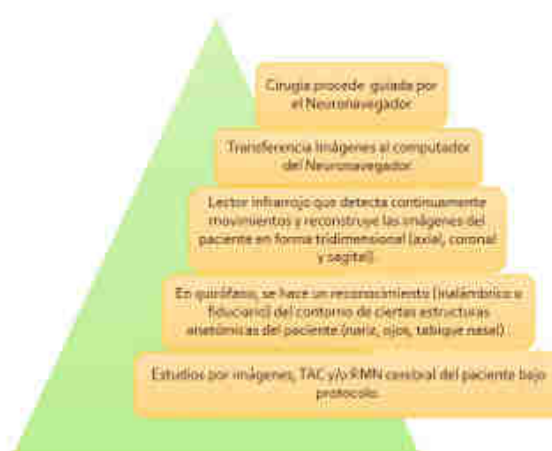 Cirugía procede guiada por
el Neuronavegador
Transferencia Imágenes al computador
del Neuronavegador.
Lector infrarrojo que detecta continuamente
movimientos y reconstruye las imágenes del
paciente en forma tridimensional (axial, coronal
y sagital).
En quirófano, se hace un reconocimiento (inalámbrico o
fiduciario) del contorno de ciertas estructuras
anatómicas del paciente (nariz, ojos, tabique nasal)
Estudios por imágenes, TAC y/o RMN cerebral del paciente bajo
protocolo.